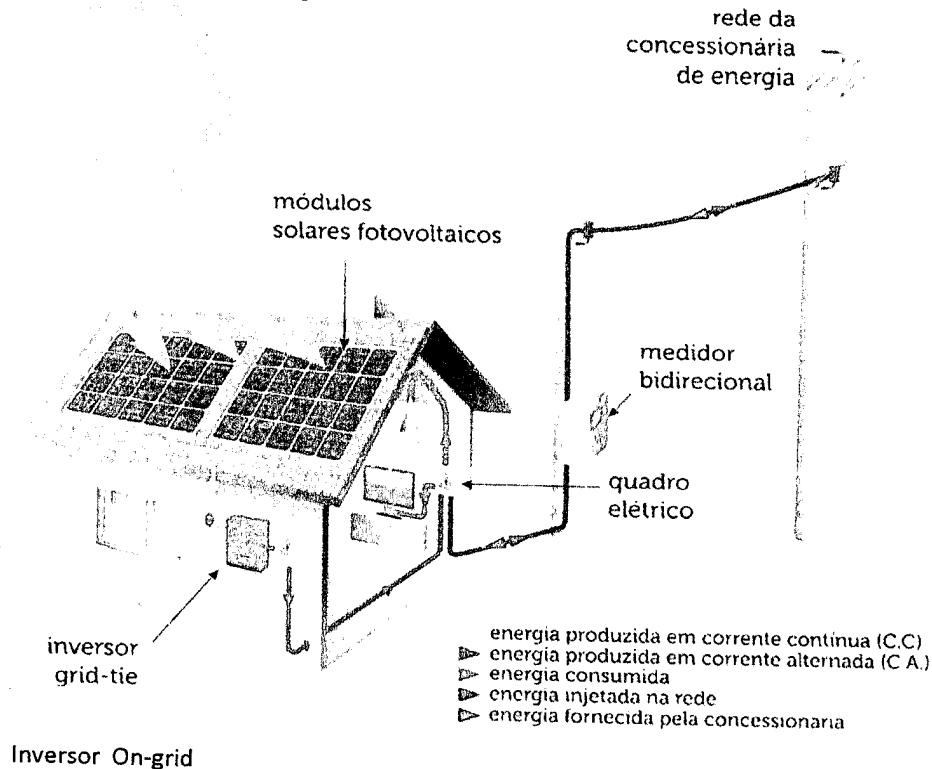 rede da
concessionária
de energia
módulos
solares fotovoltaicos
medidor
bidirecional
quadro
elétrico
inversor
grid-tie
energia produzida em corrente contínua (C.C)
energia produzida em corrente alternada (C A.)
energia consumida
energia injetada na rede
energia fornecida pela concessionaria
Inversor On-grid